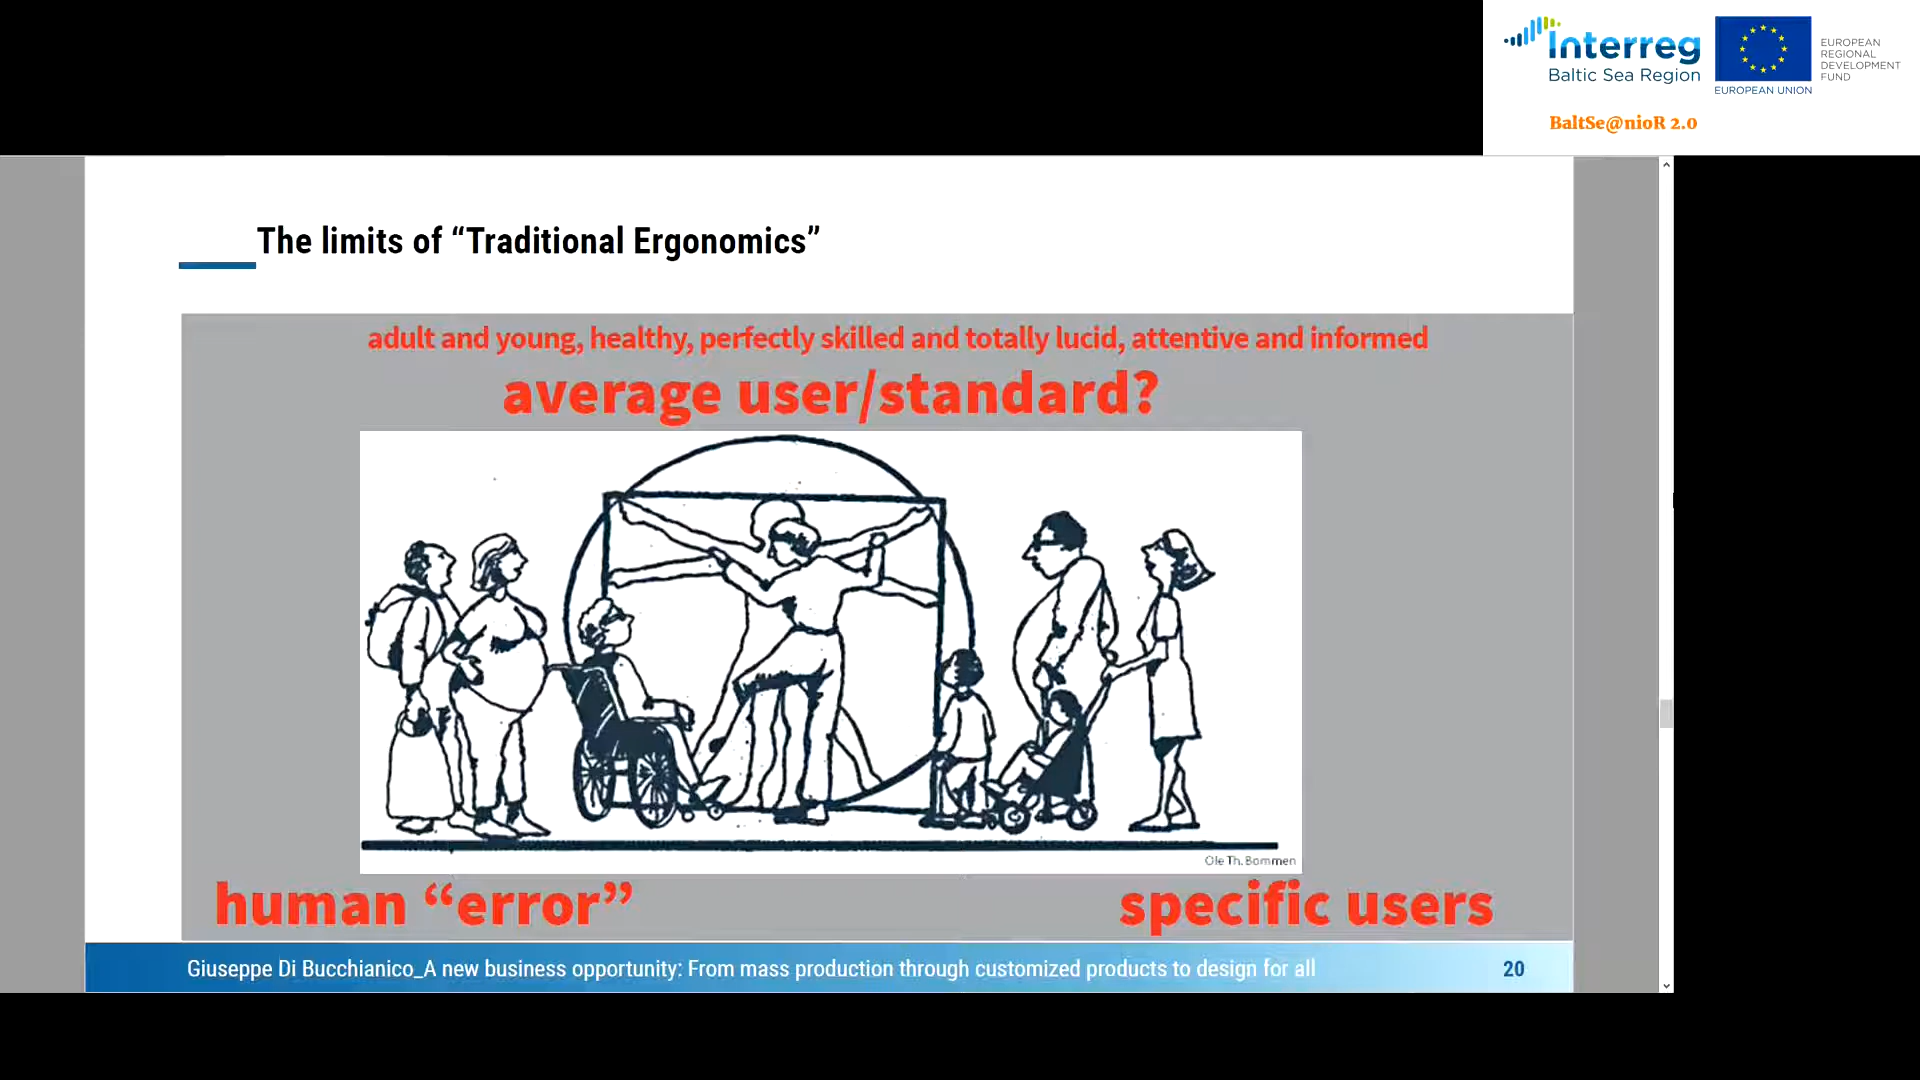 interreg
Baltic Sea Region
EUROPEAN UNION
EUROPEAN
REGIONAL
DEVELOPMENT
FUND
BaltSe@nioR 2.0
The limits of “Traditional Ergonomics”
adult and young, healthy, perfectly skilled and totally lucid, attentive and informed
average user/standard?
Ole Th. Bommen
human “error”
specific users
Giuseppe Di Bucchianico_A new business opportunity: From mass production through customized products to design for all
20